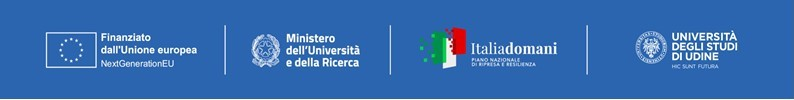 Finanziato
dall'Unione europea
NextGenerationEU
Ministero
dell'Università
e della Ricerca
Italiadomani
PIANO NAZIONALE
DI RIPRESA E RESILIENZA
UNIVERSITÀ
DEGLI STUDI
DI UDINE
HIC SUNT FUTURA